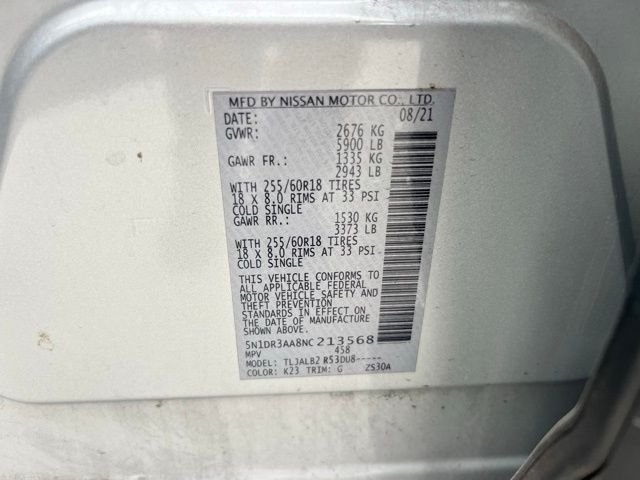 MFD BY NISSAN MOTOR CO., LTD.
DATE: 08/21
GVWR: 2676 KG
5900 LB
GAWR FR.: 1335 KG
2943 LB
WITH 255/60R18 TIRES
18 x 8.0 RIMS AT 33 PSI
COLD SINGLE
GAWR RR.: 1530 KG
3373 LB
WITH 255/60R18 TIRES
18 x 8.0 RIMS AT 33 PSI
COLD SINGLE
THIS VEHICLE CONFORMS TO
ALL APPLICABLE FEDERAL
MOTOR VEHICLE SAFETY AND
THEFT PREVENTION
STANDARDS IN EFFECT ON
THE DATE OF MANUFACTURE
SHOWN ABOVE.
5N1DR3AA8NC213568
MPV 458
MODEL: TLJALB2 R53DU8-----
COLOR: K23 TRIM: G ZS30A